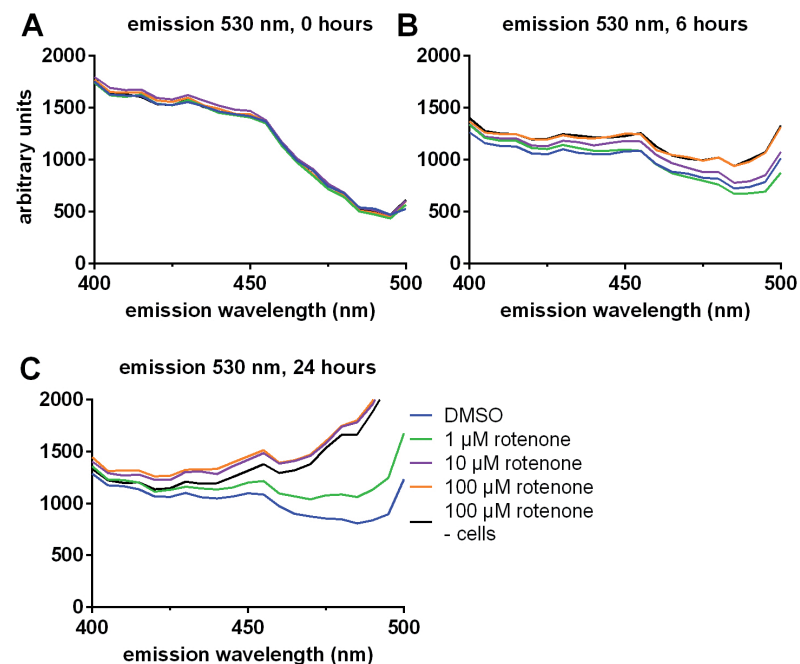 A
emission 530 nm, 0 hours
2000
1500
1000
500
0
arbitrary units
400
450
500
emission wavelength (nm)
B
emission 530 nm, 6 hours
2000
1500
1000
500
0
400
450
500
emission wavelength (nm)
C
emission 530 nm, 24 hours
2000
1500
1000
500
0
400
450
500
emission wavelength (nm)
DMSO
1 µM rotenone
10 µM rotenone
100 µM rotenone
100 µM rotenone
- cells